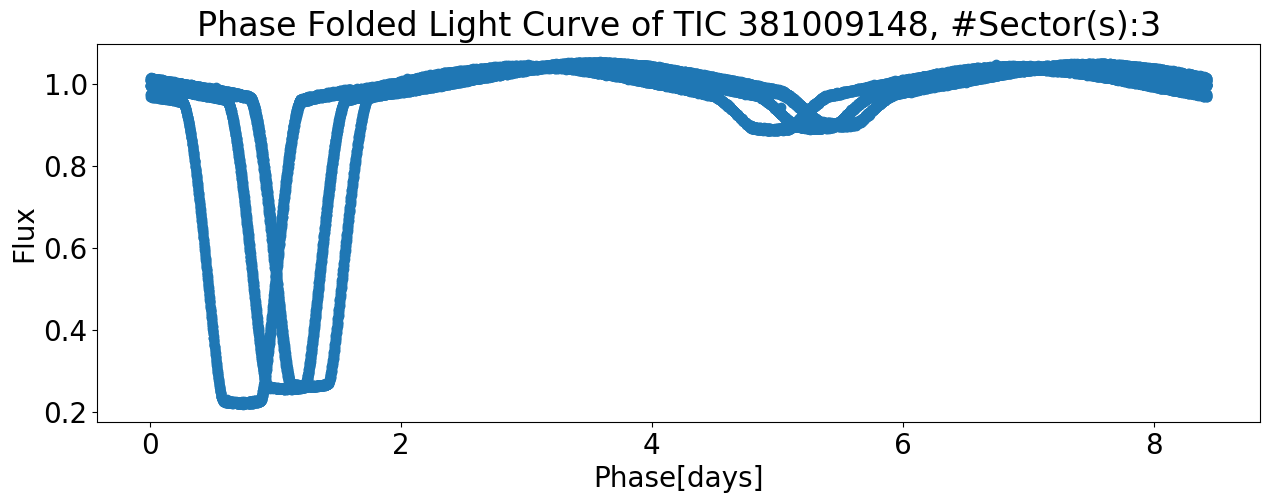 Phase Folded Light Curve of TIC 381009148, #Sector(s):3
1.0
0.8
0.6
0.4
0.2
Flux
0 2 4 6 8
Phase[days]